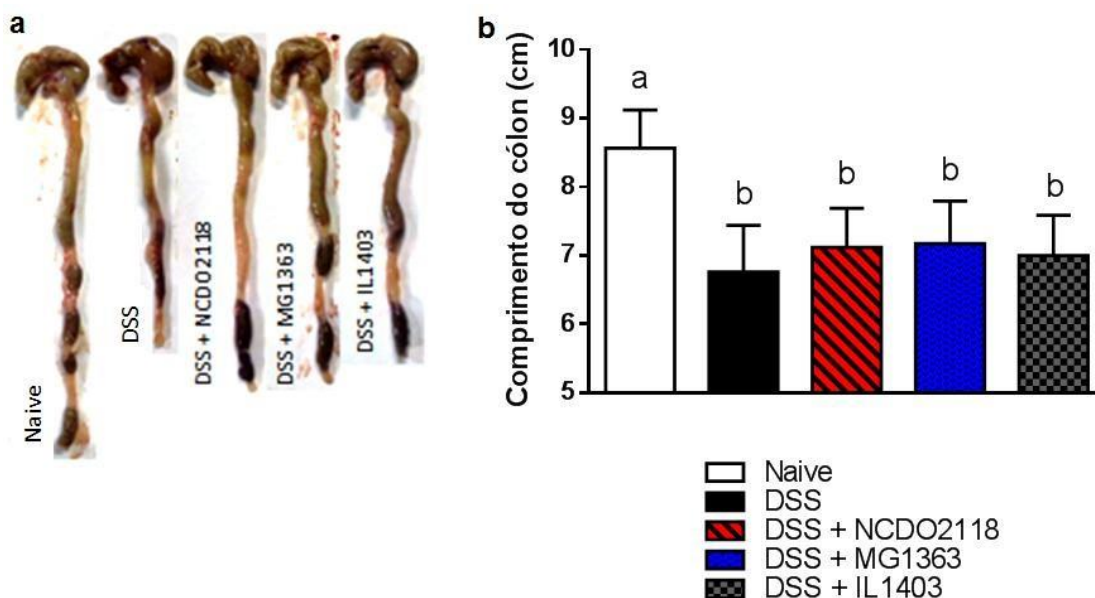 a
Naive
DSS
DSS + NCDO2118
DSS + MG1363
DSS + IL1403
b
Comprimento do cólon (cm)
10
9
8
7
6
5
a
b
b
b
b
Naive
DSS
DSS + NCDO2118
DSS + MG1363
DSS + IL1403